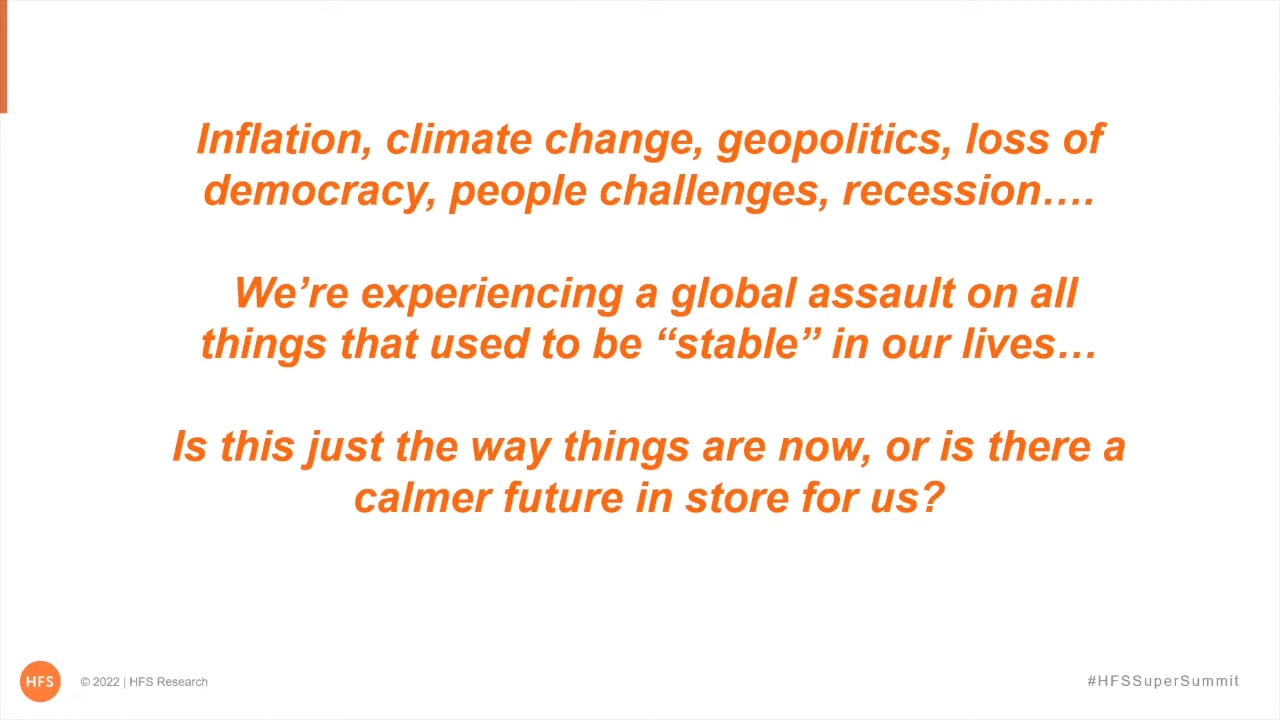 Inflation, climate change, geopolitics, loss of
democracy, people challenges, recession….
We’re experiencing a global assault on all
things that used to be “stable” in our lives…
Is this just the way things are now, or is there a
calmer future in store for us?
HFS
© 2022 | HFS Research
#HFSSuperSummit